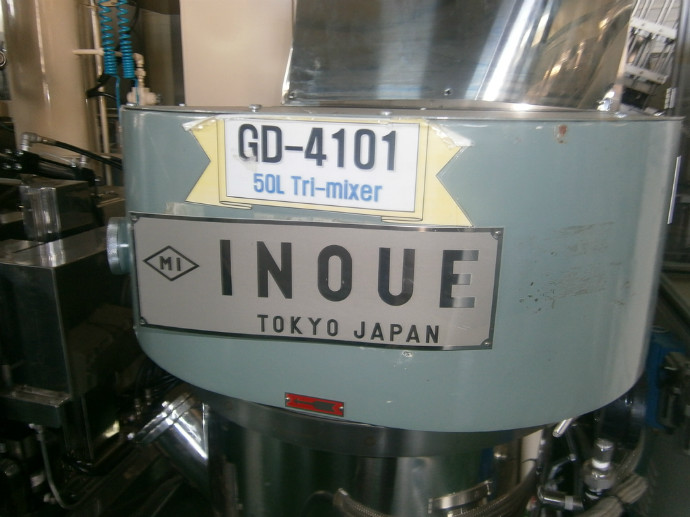 GD-4101
50L Tri-mixer
MI
INOUE
TOKYO JAPAN